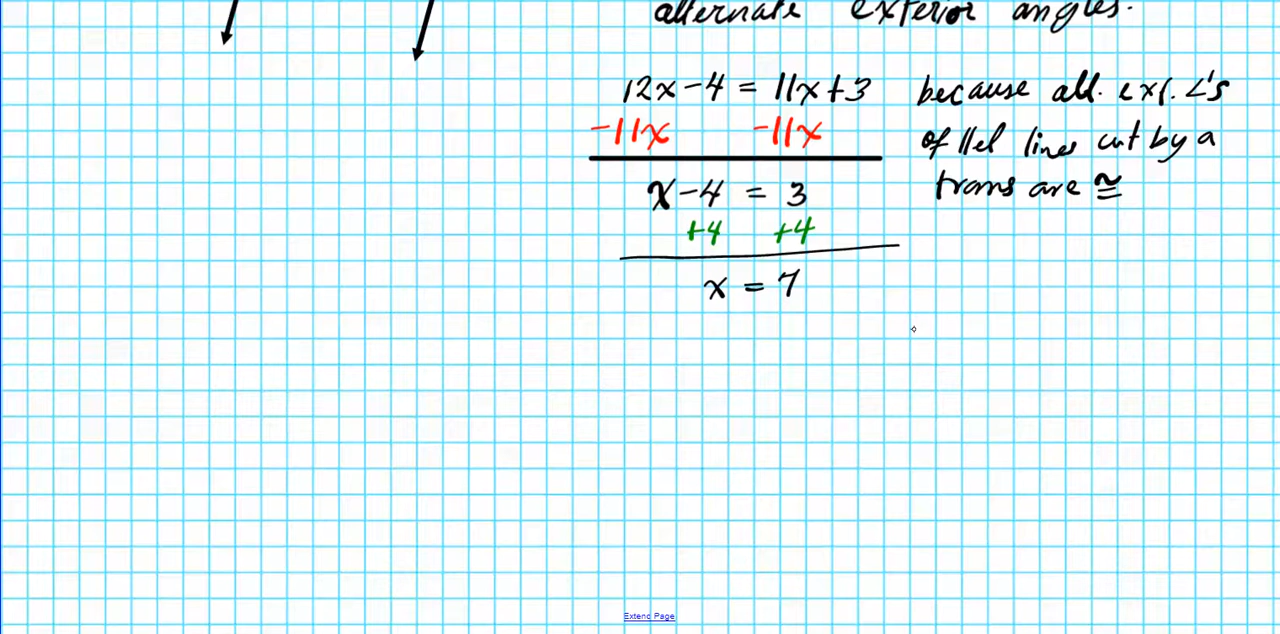 alternate exterior angles.
12x-4 = 11x+3 because alt. ext. ∠'s
-11x -11x of llel lines cut by a
x-4 = 3 trans are ≅
+4 +4
x = 7
Extend Page